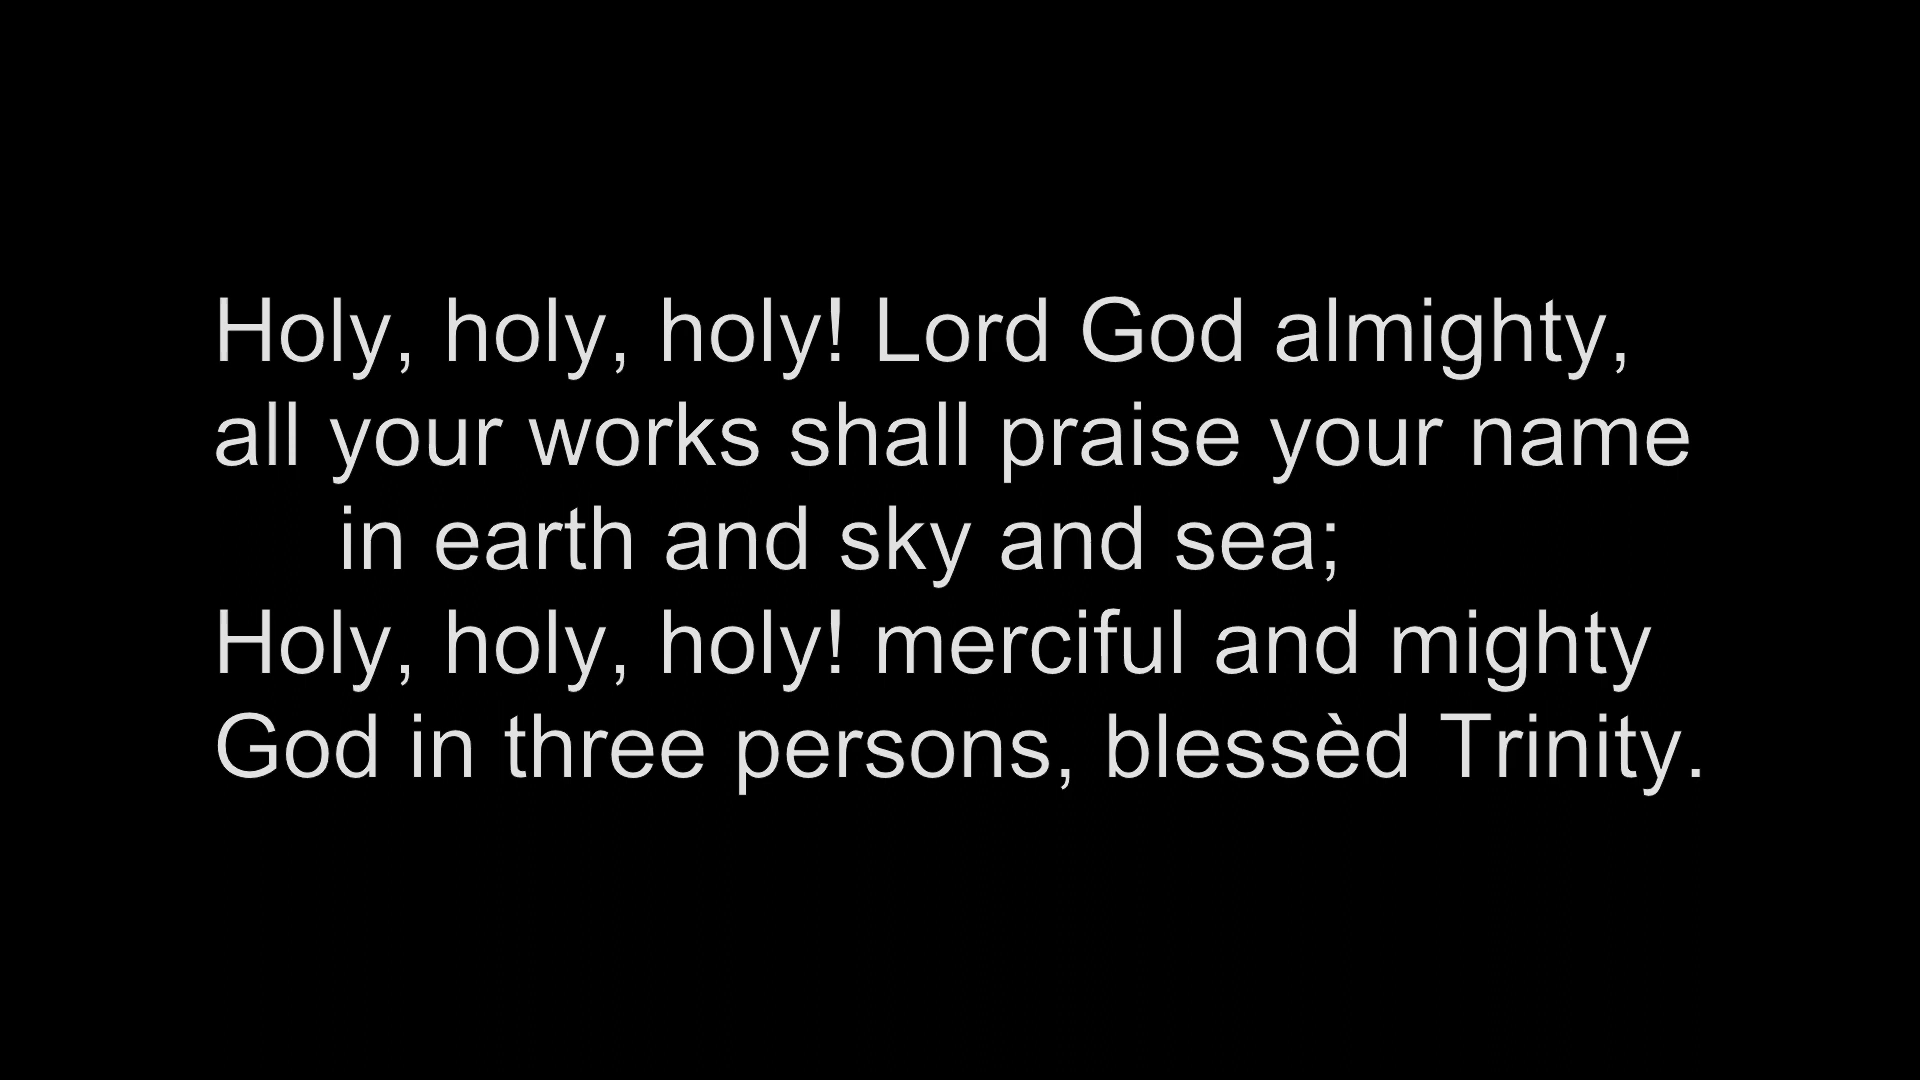 Holy, holy, holy! Lord God almighty,
all your works shall praise your name
in earth and sky and sea;
Holy, holy, holy! merciful and mighty
God in three persons, blessèd Trinity.